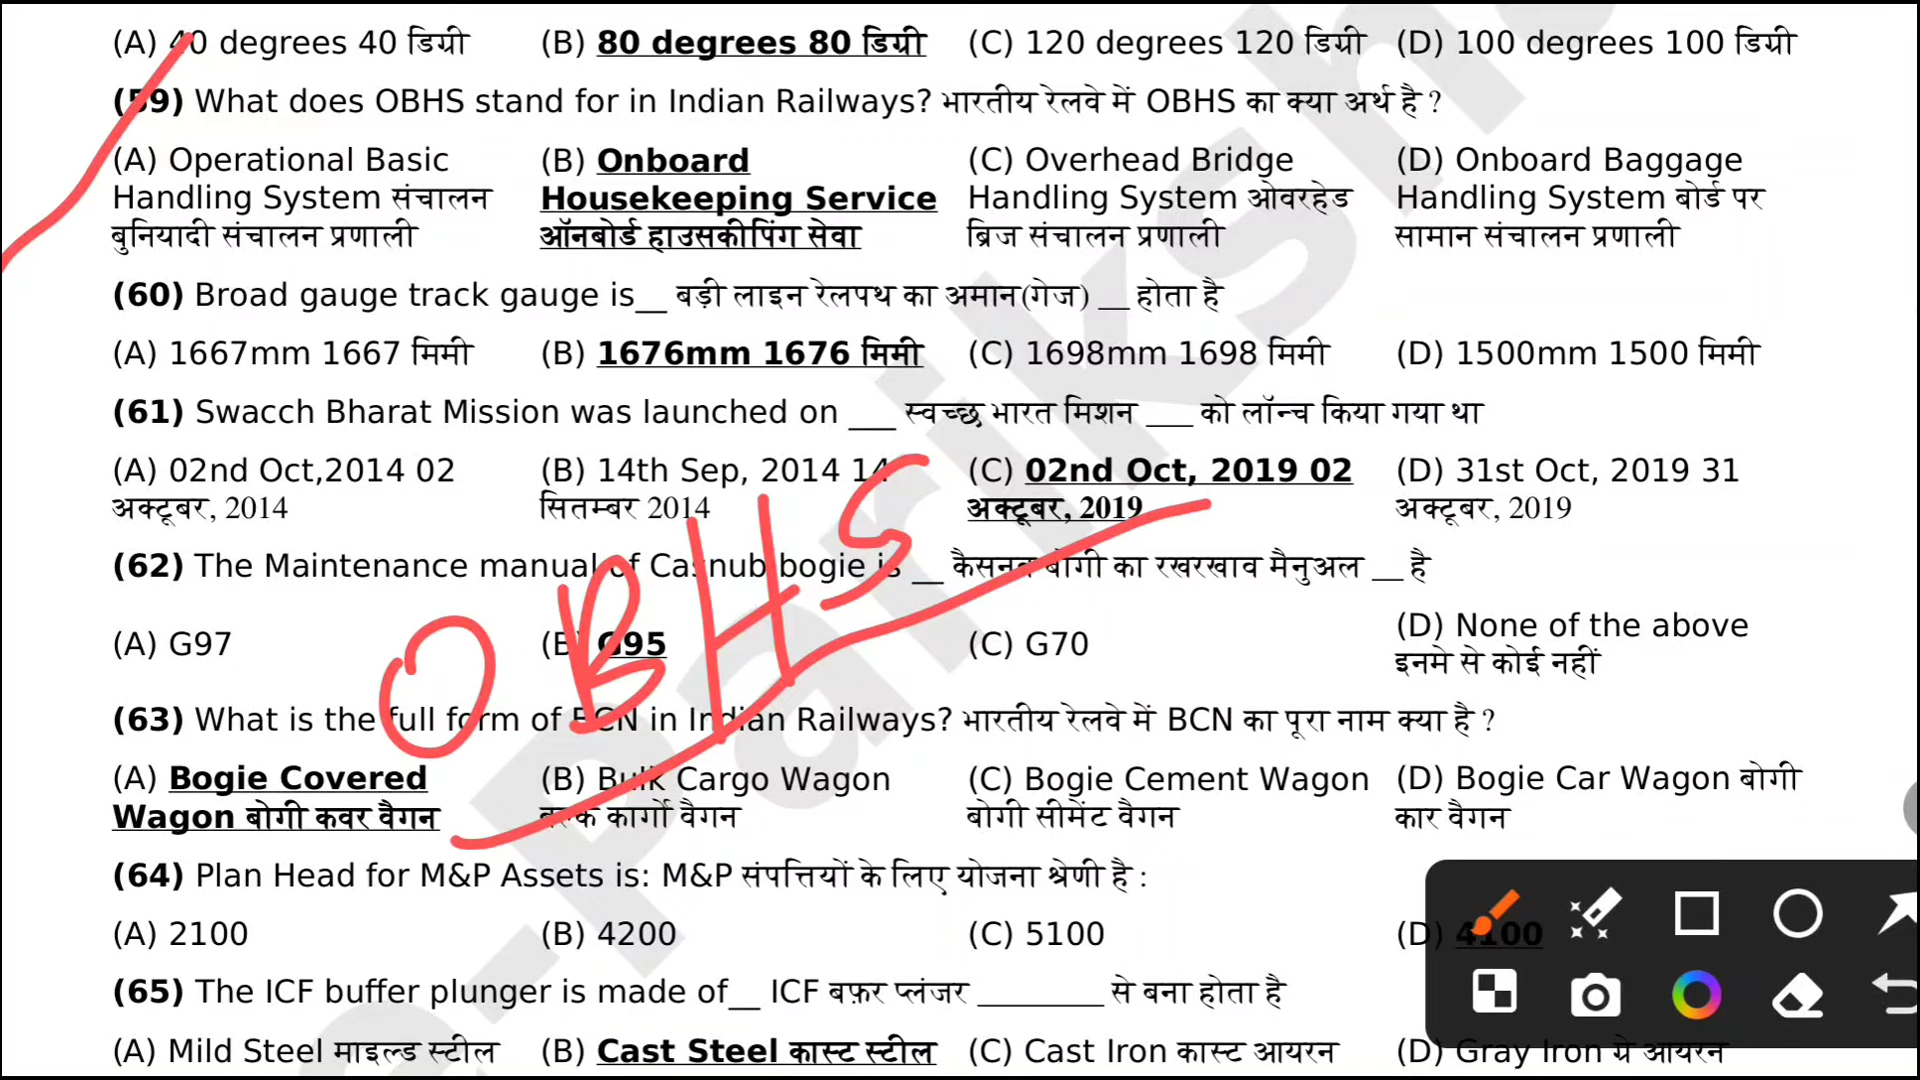 (A) 40 degrees 40 डिग्री (B) 80 degrees 80 डिग्री (C) 120 degrees 120 डिग्री (D) 100 degrees 100 डिग्री
(59) What does OBHS stand for in Indian Railways? भारतीय रेलवे में OBHS का क्या अर्थ है ?
(A) Operational Basic (B) Onboard (C) Overhead Bridge (D) Onboard Baggage
Handling System संचालन Housekeeping Service Handling System ओवरहेड Handling System बोर्ड पर
बुनियादी संचालन प्रणाली ऑनबोर्ड हाउसकीपिंग सेवा ब्रिज संचालन प्रणाली सामान संचालन प्रणाली
(60) Broad gauge track gauge is__ बड़ी लाइन रेलपथ का अमान(गेज) __ होता है
(A) 1667mm 1667 मिमी (B) 1676mm 1676 मिमी (C) 1698mm 1698 मिमी (D) 1500mm 1500 मिमी
(61) Swacch Bharat Mission was launched on ___ स्वच्छ भारत मिशन ___ को लॉन्च किया गया था
(A) 02nd Oct,2014 02 (B) 14th Sep, 2014 14 (C) 02nd Oct, 2019 02 (D) 31st Oct, 2019 31
अक्टूबर, 2014 सितम्बर 2014 अक्टूबर, 2019 अक्टूबर, 2019
(62) The Maintenance manual of Casnub bogie is __ कैसनब बोगी का रखरखाव मैनुअल __ है
(A) G97 (B) G95 (C) G70 (D) None of the above
इनमे से कोई नहीं
OBHS
(63) What is the full form of BCN in Indian Railways? भारतीय रेलवे में BCN का पूरा नाम क्या है ?
(A) Bogie Covered (B) Bulk Cargo Wagon (C) Bogie Cement Wagon (D) Bogie Car Wagon बोगी
Wagon बोगी कवर वैगन बल्क कार्गो वैगन बोगी सीमेंट वैगन कार वैगन
(64) Plan Head for M&P Assets is: M&P संपत्तियों के लिए योजना श्रेणी है :
(A) 2100 (B) 4200 (C) 5100 (D) 4100
(65) The ICF buffer plunger is made of__ ICF बफ़र प्लंजर ________ से बना होता है
(A) Mild Steel माइल्ड स्टील (B) Cast Steel कास्ट स्टील (C) Cast Iron कास्ट आयरन (D) Gray Iron ग्रे आयरन
e-Pariksha